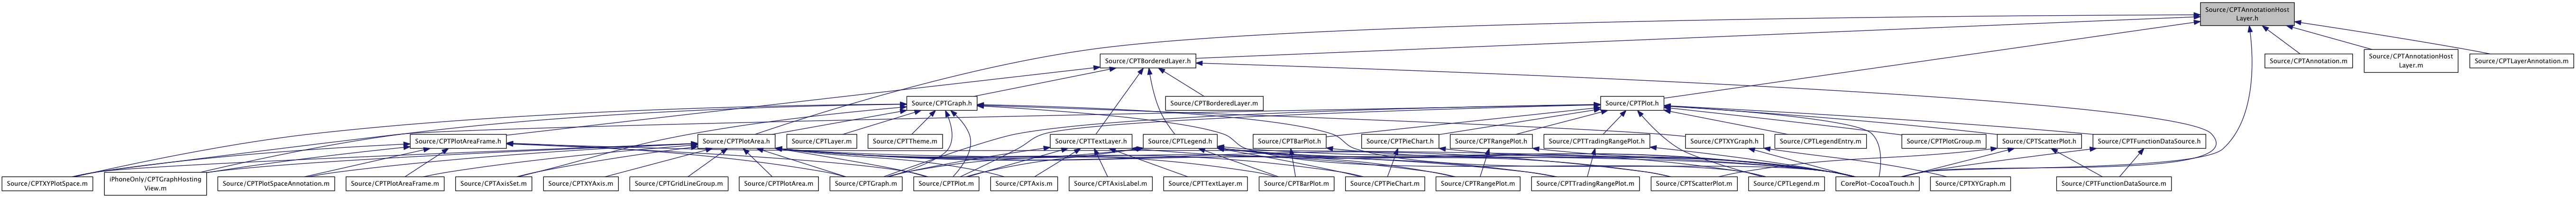 Source/CPTAnnotationHost
Layer.h
Source/CPTBorderedLayer.h
Source/CPTAnnotation.m
Source/CPTAnnotationHost
Layer.m
Source/CPTLayerAnnotation.m
Source/CPTGraph.h
Source/CPTBorderedLayer.m
Source/CPTPlot.h
Source/CPTPlotAreaFrame.h
Source/CPTPlotArea.h
Source/CPTLayer.m
Source/CPTTheme.m
Source/CPTTextLayer.h
Source/CPTLegend.h
Source/CPTBarPlot.h
Source/CPTPieChart.h
Source/CPTRangePlot.h
Source/CPTTradingRangePlot.h
Source/CPTXYGraph.h
Source/CPTLegendEntry.m
Source/CPTPlotGroup.m
Source/CPTScatterPlot.h
Source/CPTFunctionDataSource.h
Source/CPTXYPlotSpace.m
iPhoneOnly/CPTGraphHosting
View.m
Source/CPTPlotSpaceAnnotation.m
Source/CPTPlotAreaFrame.m
Source/CPTAxisSet.m
Source/CPTXYAxis.m
Source/CPTGridLineGroup.m
Source/CPTPlotArea.m
Source/CPTGraph.m
Source/CPTPlot.m
Source/CPTAxis.m
Source/CPTAxisLabel.m
Source/CPTTextLayer.m
Source/CPTBarPlot.m
Source/CPTPieChart.m
Source/CPTRangePlot.m
Source/CPTTradingRangePlot.m
Source/CPTScatterPlot.m
Source/CPTLegend.m
CorePlot-CocoaTouch.h
Source/CPTXYGraph.m
Source/CPTFunctionDataSource.m